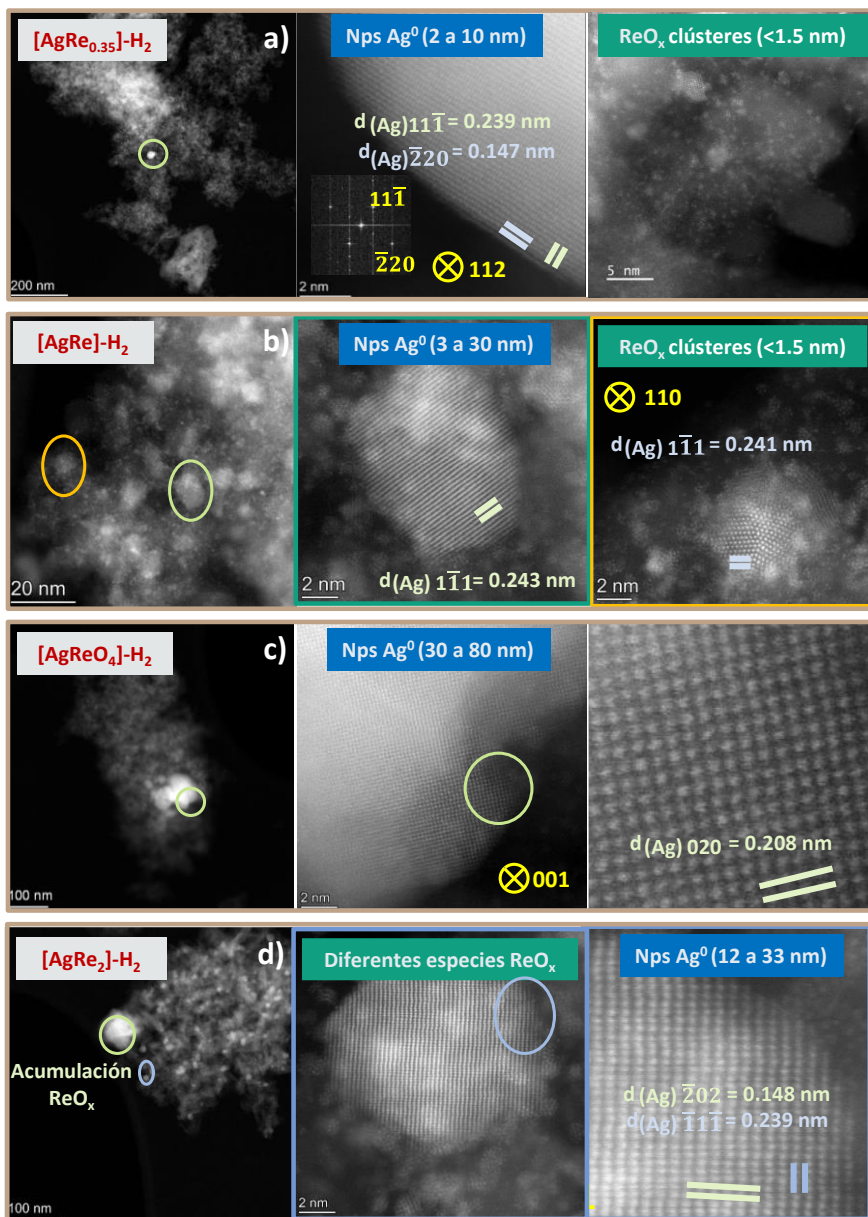 [AgRe₀.₃₅]-H₂
a)
200 nm
Nps Ag⁰ (2 a 10 nm)
d (Ag)111̅ = 0.239 nm
d (Ag)2̅20 = 0.147 nm
111̅
2̅20
112
2 nm
ReOₓ clústeres (<1.5 nm)
5 nm
[AgRe]-H₂
b)
20 nm
Nps Ag⁰ (3 a 30 nm)
d (Ag) 11̅1̅ = 0.243 nm
2 nm
ReOₓ clústeres (<1.5 nm)
110
d (Ag) 11̅1̅ = 0.241 nm
2 nm
[AgReO₄]-H₂
c)
100 nm
Nps Ag⁰ (30 a 80 nm)
001
2 nm
d (Ag) 020 = 0.208 nm
[AgRe₂]-H₂
d)
Acumulación
ReOₓ
100 nm
Diferentes especies ReOₓ
2 nm
Nps Ag⁰ (12 a 33 nm)
d (Ag) 2̅02 = 0.148 nm
d (Ag) 1̅11̅ = 0.239 nm